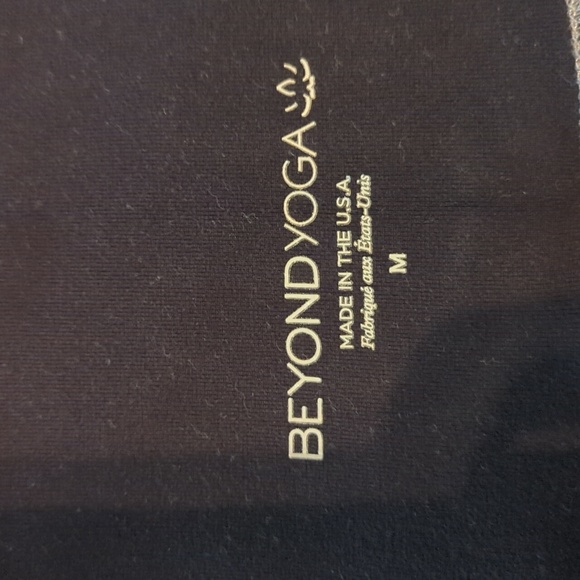 BEYOND YOGA
MADE IN THE U.S.A.
Fabriqué aux États-Unis
M